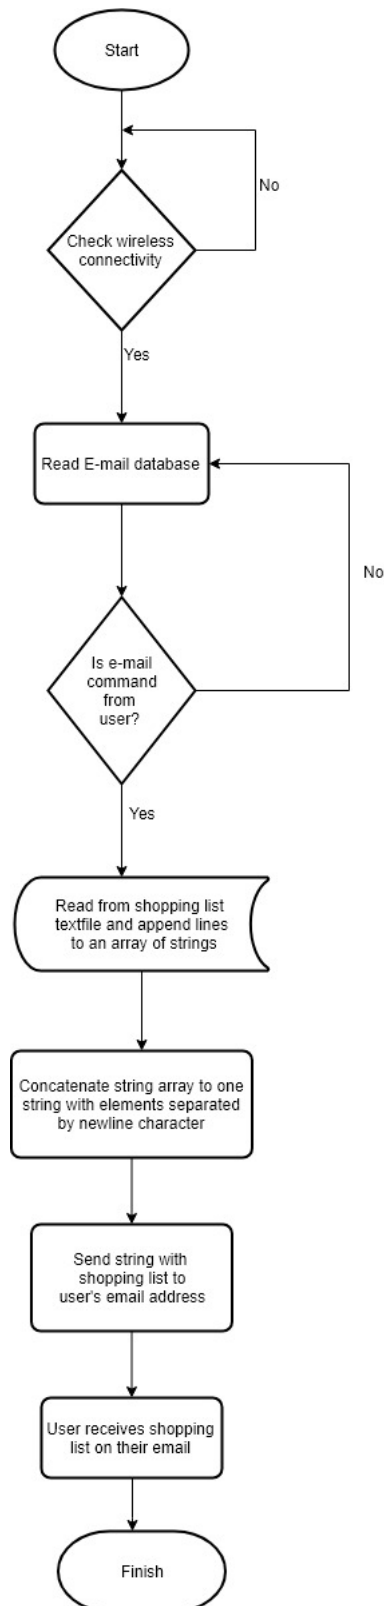 Start
No
Check wireless
connectivity
Yes
Read E-mail database
No
Is e-mail
command
from
user?
Yes
Read from shopping list
textfile and append lines
to an array of strings
Concatenate string array to one
string with elements separated
by newline character
Send string with
shopping list to
user's email address
User receives shopping
list on their email
Finish